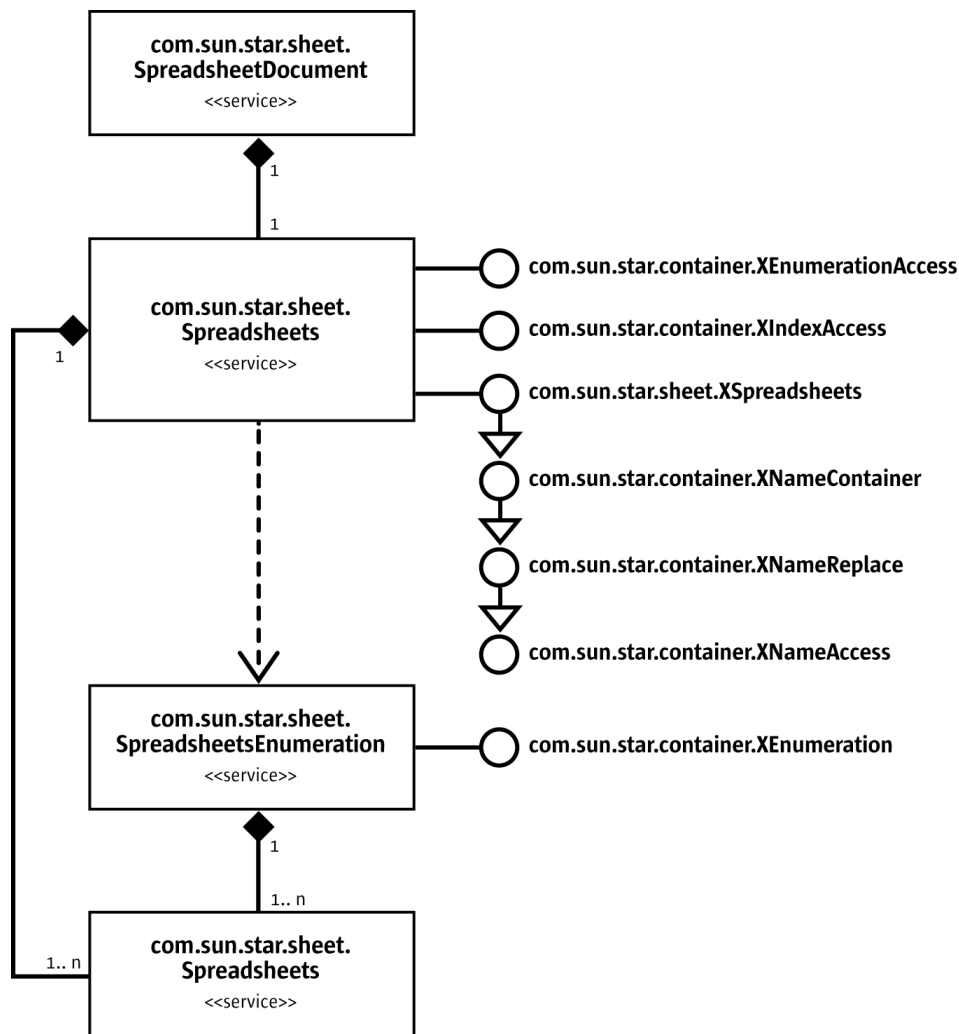 com.sun.star.sheet.
SpreadsheetDocument
<<service>>
1
1
com.sun.star.sheet.
Spreadsheets
<<service>>
1
com.sun.star.container.XEnumerationAccess
com.sun.star.container.XIndexAccess
com.sun.star.sheet.XSpreadsheets
com.sun.star.container.XNameContainer
com.sun.star.container.XNameReplace
com.sun.star.container.XNameAccess
com.sun.star.sheet.
SpreadsheetsEnumeration
<<service>>
com.sun.star.container.XEnumeration
1
1.. n
1.. n
com.sun.star.sheet.
Spreadsheets
<<service>>